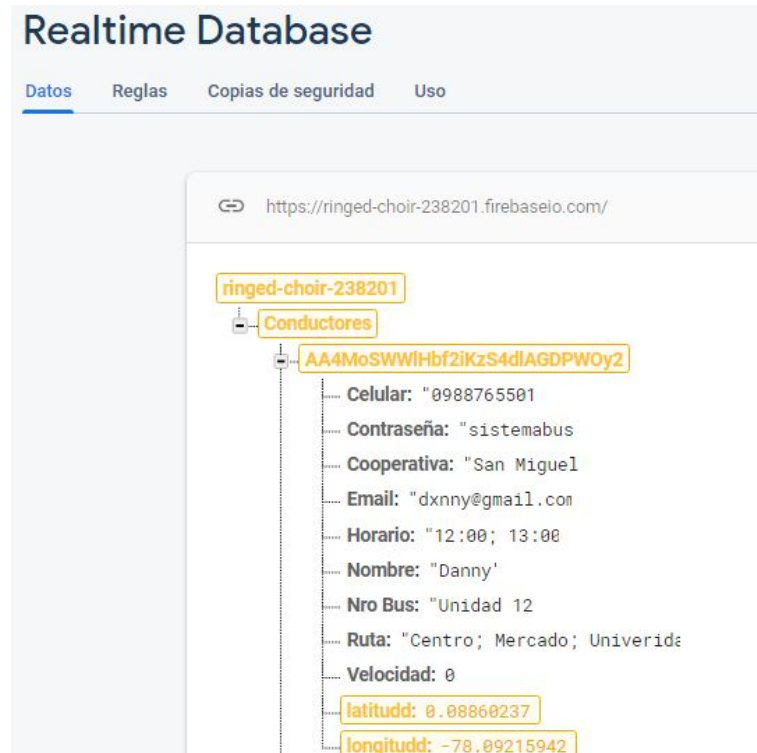 Realtime Database
Datos Reglas Copias de seguridad Uso
https://ringed-choir-238201.firebaseio.com/
ringed-choir-238201
Conductores
AA4MoSWWlHbf2iKzS4dlAGDPWOy2
Celular: "0988765501
Contraseña: "sistemabus
Cooperativa: "San Miguel
Email: "dxnny@gmail.com
Horario: "12:00; 13:00
Nombre: "Danny'
Nro Bus: "Unidad 12
Ruta: "Centro; Mercado; Univerida
Velocidad: 0
latitudd: 0.08860237
longitudd: -78.09215942